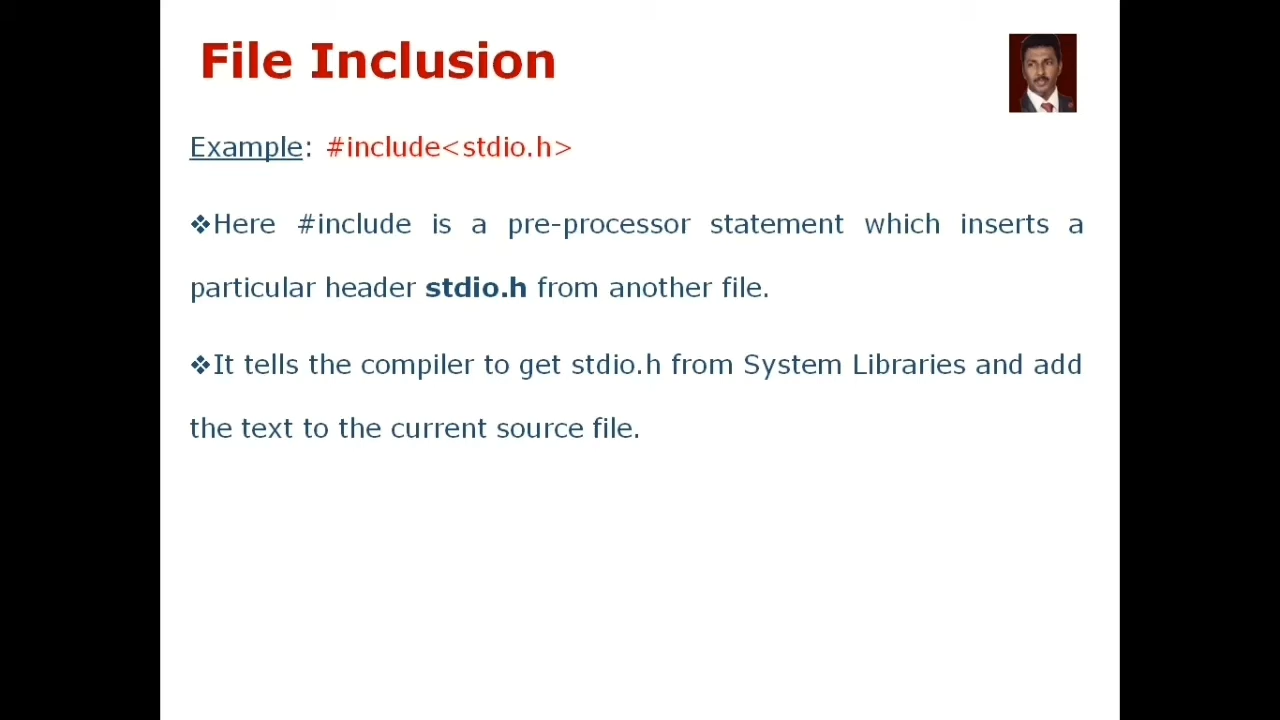 File Inclusion
Example: #include<stdio.h>
❖Here #include is a pre-processor statement which inserts a
particular header stdio.h from another file.
❖It tells the compiler to get stdio.h from System Libraries and add
the text to the current source file.